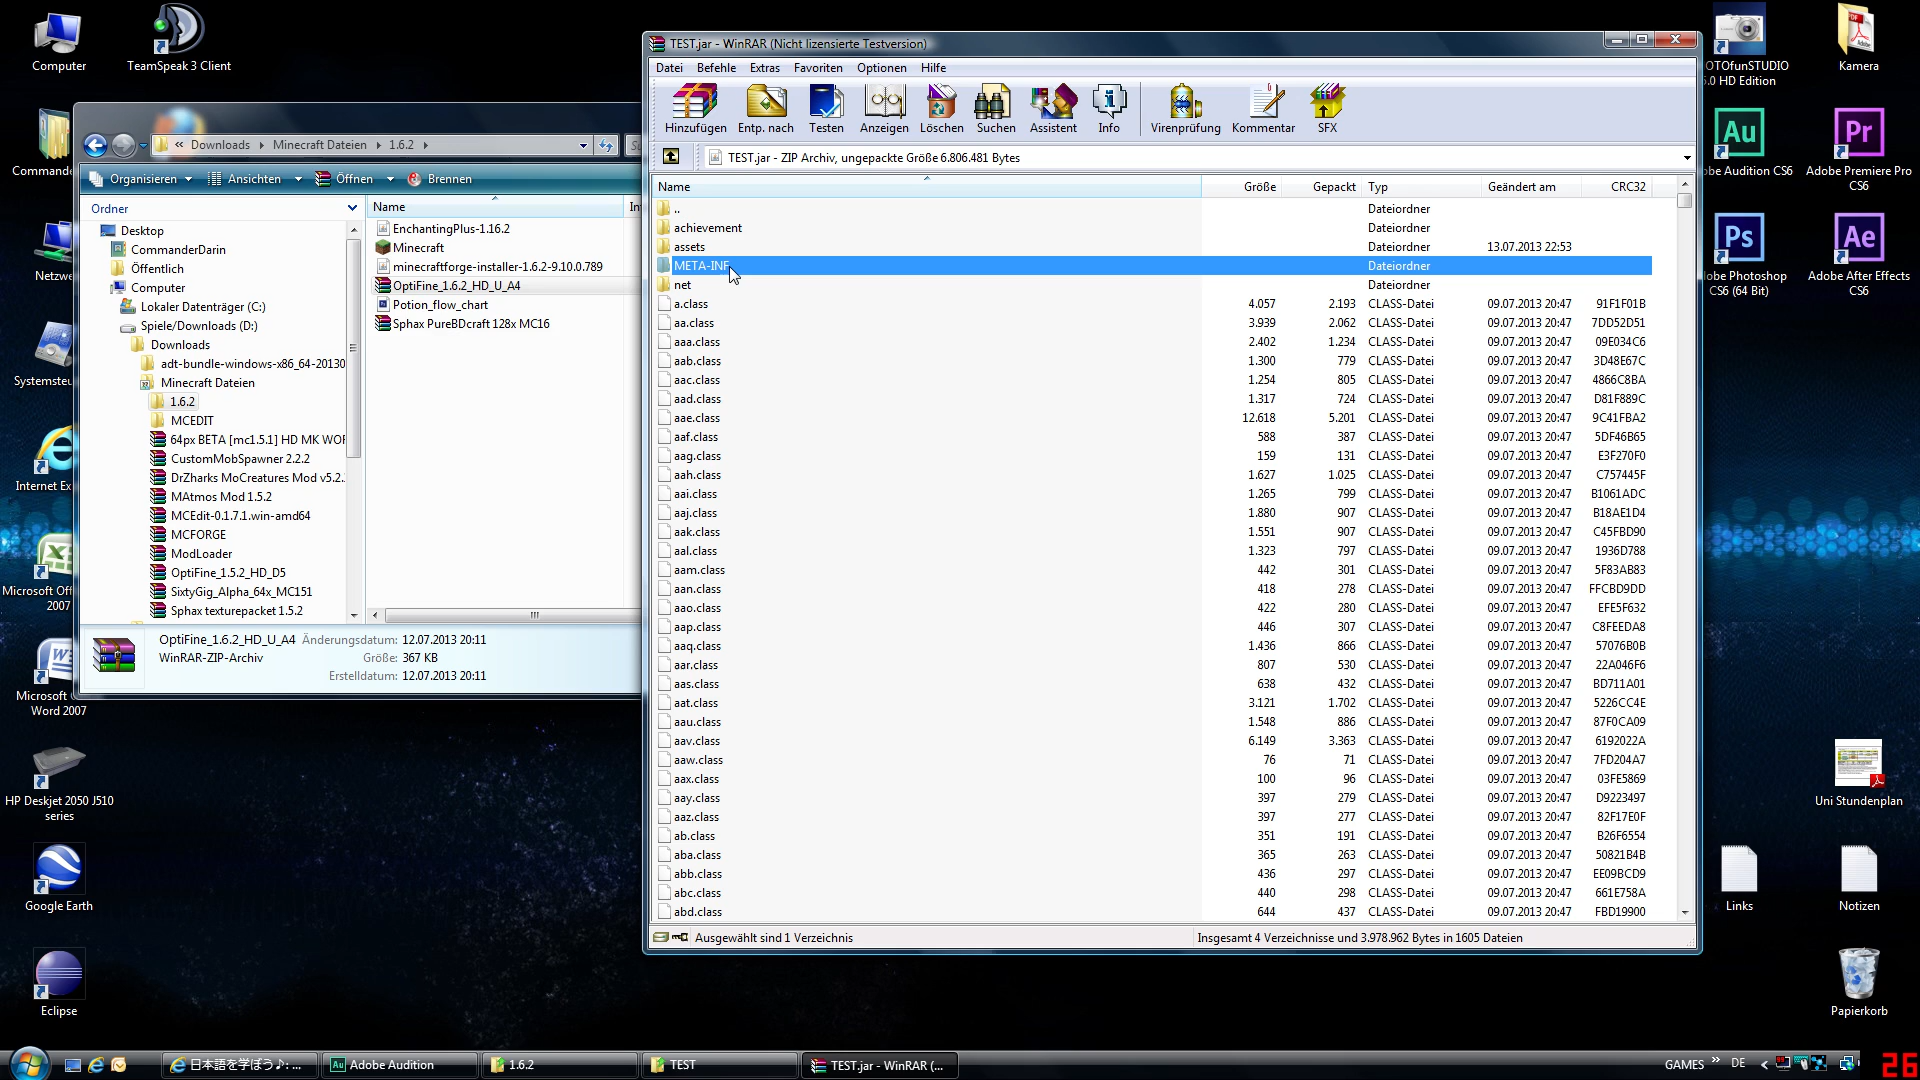 Computer
TeamSpeak 3 Client
Netzwe
Systemsteu
Internet Ex
Microsoft Off
2007
Microsoft
Word 2007
HP Deskjet 2050 J510
series
Google Earth
Eclipse
Downloads
Minecraft Dateien
1.6.2
Organisieren
Ansichten
Öffnen
Brennen
Ordner
Desktop
CommanderDarin
Öffentlich
Computer
Lokaler Datenträger (C:)
Spiele/Downloads (D:)
Downloads
adt-bundle-windows-x86_64-20130
Minecraft Dateien
1.6.2
MCEDIT
64px BETA [mc1.5.1] HD MK WOF
CustomMobSpawner 2.2.2
DrZharks MoCreatures Mod v5.2.
MAtmos Mod 1.5.2
MCEdit-0.1.7.1.win-amd64
MCFORGE
ModLoader
OptiFine_1.5.2_HD_D5
SixtyGig_Alpha_64x_MC151
Sphax texturepacket 1.5.2
Name
EnchantingPlus-1.16.2
Minecraft
minecraftforge-installer-1.6.2-9.10.0.789
OptiFine_1.6.2_HD_U_A4
Potion_flow_chart
Sphax PureBDcraft 128x MC16
OptiFine_1.6.2_HD_U_A4 Änderungsdatum: 12.07.2013 20:11
WinRAR-ZIP-Archiv Größe: 367 KB
Erstelldatum: 12.07.2013 20:11
TEST.jar - WinRAR (Nicht lizensierte Testversion)
Datei Befehle Extras Favoriten Optionen Hilfe
Hinzufügen Entp. nach Testen Anzeigen Löschen Suchen Assistent Info Virenprüfung Kommentar SFX
TEST.jar - ZIP Archiv, ungepackte Größe 6.806.481 Bytes
Name Größe Gepackt Typ Geändert am CRC32
.. Dateiordner
achievement Dateiordner
assets Dateiordner 13.07.2013 22:53
META-INF Dateiordner
net Dateiordner
a.class 4.057 2.193 CLASS-Datei 09.07.2013 20:47 91F1F01B
aa.class 3.939 2.062 CLASS-Datei 09.07.2013 20:47 7DD52D51
aaa.class 2.402 1.234 CLASS-Datei 09.07.2013 20:47 09E034C6
aab.class 1.300 779 CLASS-Datei 09.07.2013 20:47 3D48E67C
aac.class 1.254 805 CLASS-Datei 09.07.2013 20:47 4866C8BA
aad.class 1.317 724 CLASS-Datei 09.07.2013 20:47 D81F889C
aae.class 12.618 5.201 CLASS-Datei 09.07.2013 20:47 9C41FBA2
aaf.class 588 387 CLASS-Datei 09.07.2013 20:47 5DF46B65
aag.class 159 131 CLASS-Datei 09.07.2013 20:47 E3F270F0
aah.class 1.627 1.025 CLASS-Datei 09.07.2013 20:47 C757445F
aai.class 1.265 799 CLASS-Datei 09.07.2013 20:47 B1061ADC
aaj.class 1.880 907 CLASS-Datei 09.07.2013 20:47 B18AE1D4
aak.class 1.551 907 CLASS-Datei 09.07.2013 20:47 C45FBD90
aal.class 1.323 797 CLASS-Datei 09.07.2013 20:47 1936D788
aam.class 442 301 CLASS-Datei 09.07.2013 20:47 5F83AB83
aan.class 418 278 CLASS-Datei 09.07.2013 20:47 FFCBD9DD
aao.class 422 280 CLASS-Datei 09.07.2013 20:47 EFE5F632
aap.class 446 307 CLASS-Datei 09.07.2013 20:47 C8FEEDA8
aaq.class 1.436 866 CLASS-Datei 09.07.2013 20:47 57076B0B
aar.class 807 530 CLASS-Datei 09.07.2013 20:47 22A046F6
aas.class 638 432 CLASS-Datei 09.07.2013 20:47 BD711A01
aat.class 3.121 1.702 CLASS-Datei 09.07.2013 20:47 5226CC4E
aau.class 1.548 886 CLASS-Datei 09.07.2013 20:47 87F0CA09
aav.class 6.149 3.363 CLASS-Datei 09.07.2013 20:47 6192022A
aaw.class 76 71 CLASS-Datei 09.07.2013 20:47 7FD204A7
aax.class 100 96 CLASS-Datei 09.07.2013 20:47 03FE5869
aay.class 397 279 CLASS-Datei 09.07.2013 20:47 D9223497
aaz.class 397 277 CLASS-Datei 09.07.2013 20:47 82F17E0F
ab.class 351 191 CLASS-Datei 09.07.2013 20:47 B26F6554
aba.class 365 263 CLASS-Datei 09.07.2013 20:47 50821B4B
abb.class 436 297 CLASS-Datei 09.07.2013 20:47 EE09BCD9
abc.class 440 298 CLASS-Datei 09.07.2013 20:47 661E758A
abd.class 644 437 CLASS-Datei 09.07.2013 20:47 FBD19900
Ausgewählt sind 1 Verzeichnis
Insgesamt 4 Verzeichnisse und 3.978.962 Bytes in 1605 Dateien
OTOfunSTUDIO
5.0 HD Edition
Kamera
Au
Pr
be Audition CS6
Adobe Premiere Pro
CS6
Ps
Ae
obe Photoshop
CS6 (64 Bit)
Adobe After Effects
CS6
Uni Stundenplan
Links
Notizen
Papierkorb
日本語を学ぼう♪: ...
Au Adobe Audition
1.6.2
TEST
TEST.jar - WinRAR (...
GAMES » DE
26